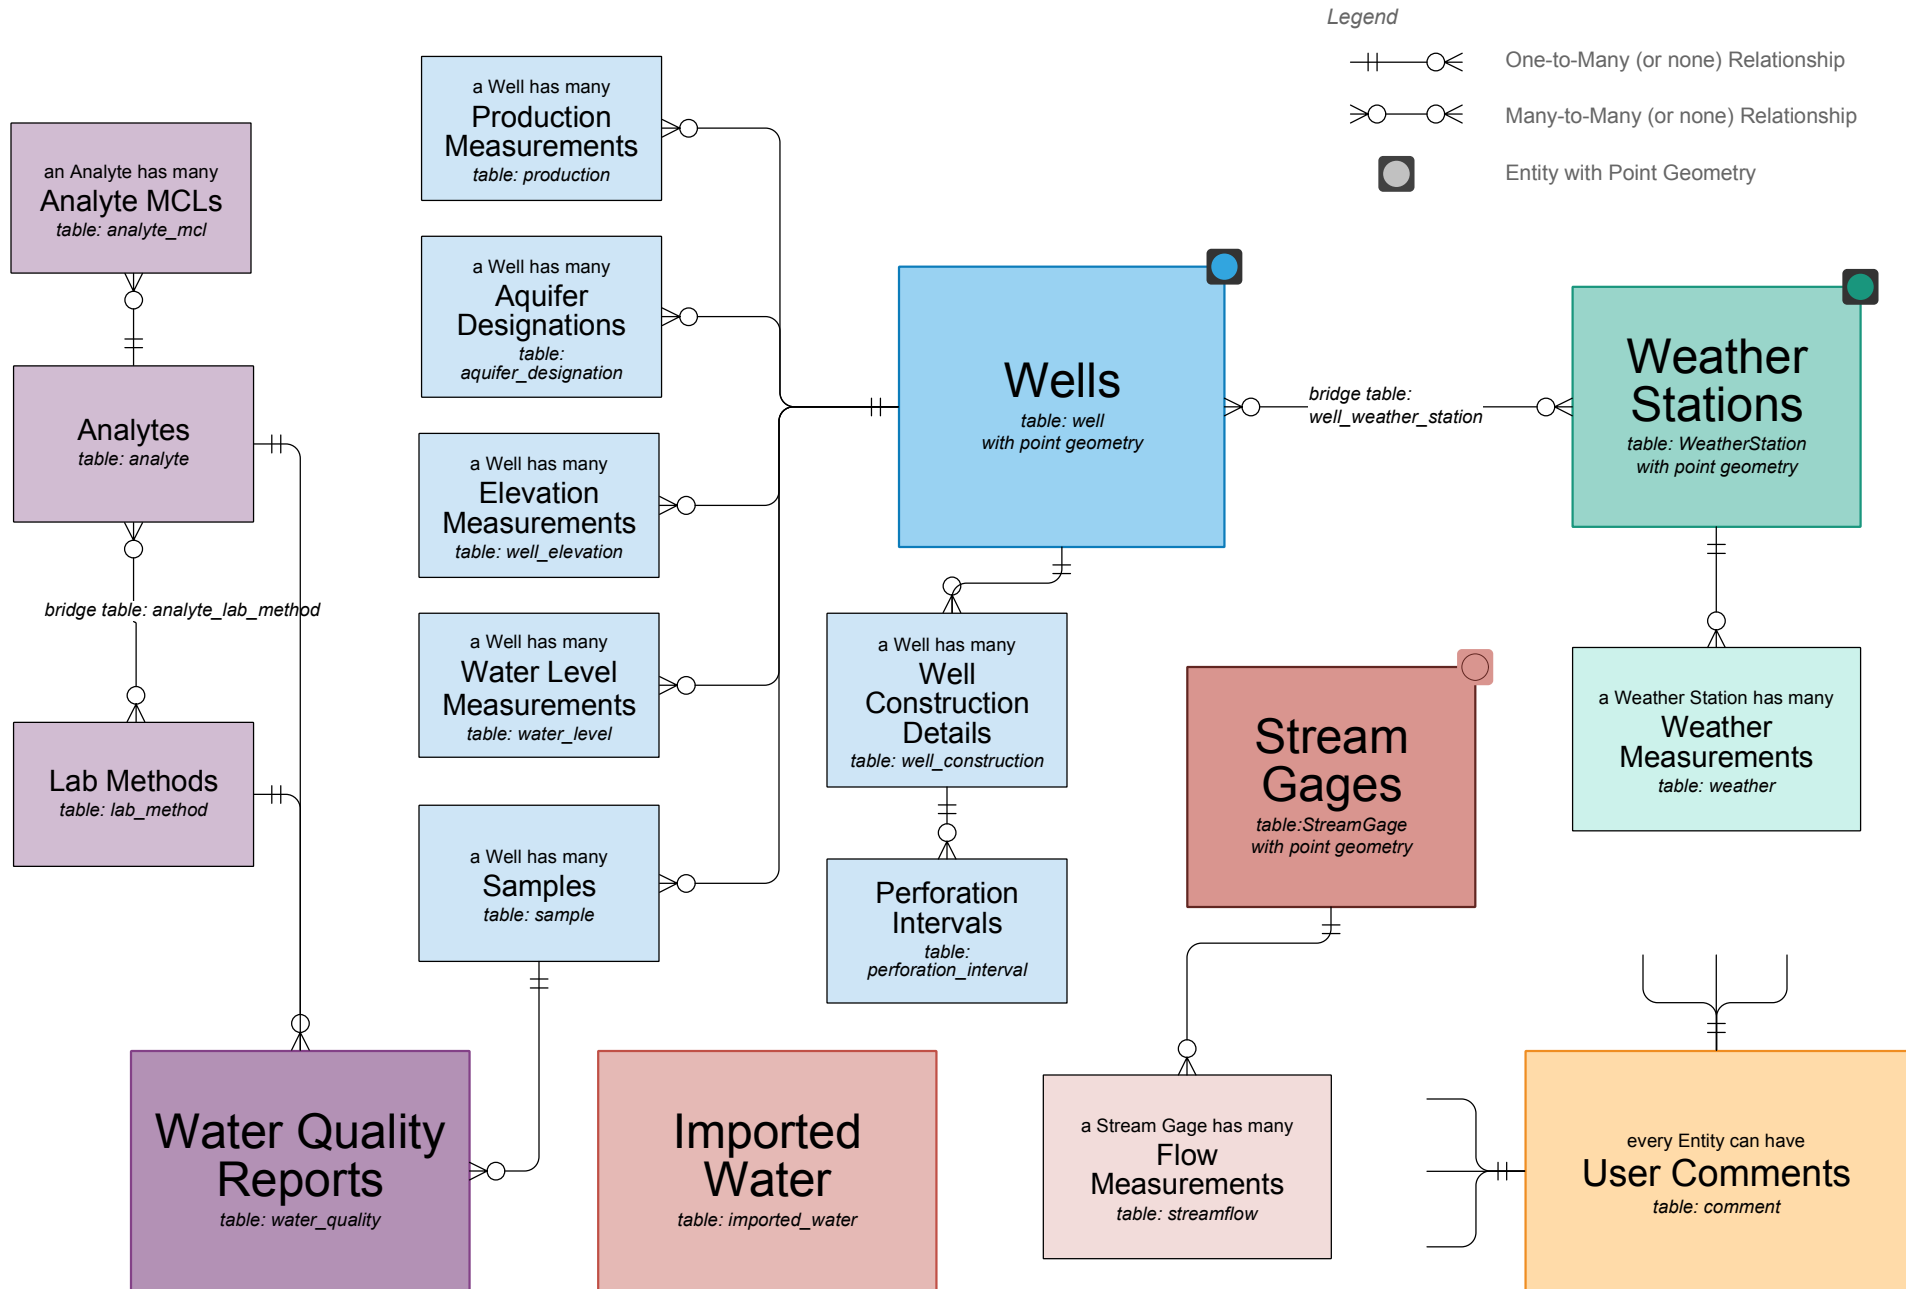 Legend
One-to-Many (or none) Relationship
Many-to-Many (or none) Relationship
Entity with Point Geometry
an Analyte has many
Analyte MCLs
table: analyte_mcl
Analytes
table: analyte
bridge table: analyte_lab_method
Lab Methods
table: lab_method
a Well has many
Production
Measurements
table: production
a Well has many
Aquifer
Designations
table:
aquifer_designation
a Well has many
Elevation
Measurements
table: well_elevation
a Well has many
Water Level
Measurements
table: water_level
a Well has many
Samples
table: sample
Wells
table: well
with point geometry
bridge table:
well_weather_station
Weather
Stations
table: WeatherStation
with point geometry
a Well has many
Well
Construction
Details
table: well_construction
Perforation
Intervals
table:
perforation_interval
Stream
Gages
table:StreamGage
with point geometry
a Weather Station has many
Weather
Measurements
table: weather
Water Quality
Reports
table: water_quality
Imported
Water
table: imported_water
a Stream Gage has many
Flow
Measurements
table: streamflow
every Entity can have
User Comments
table: comment